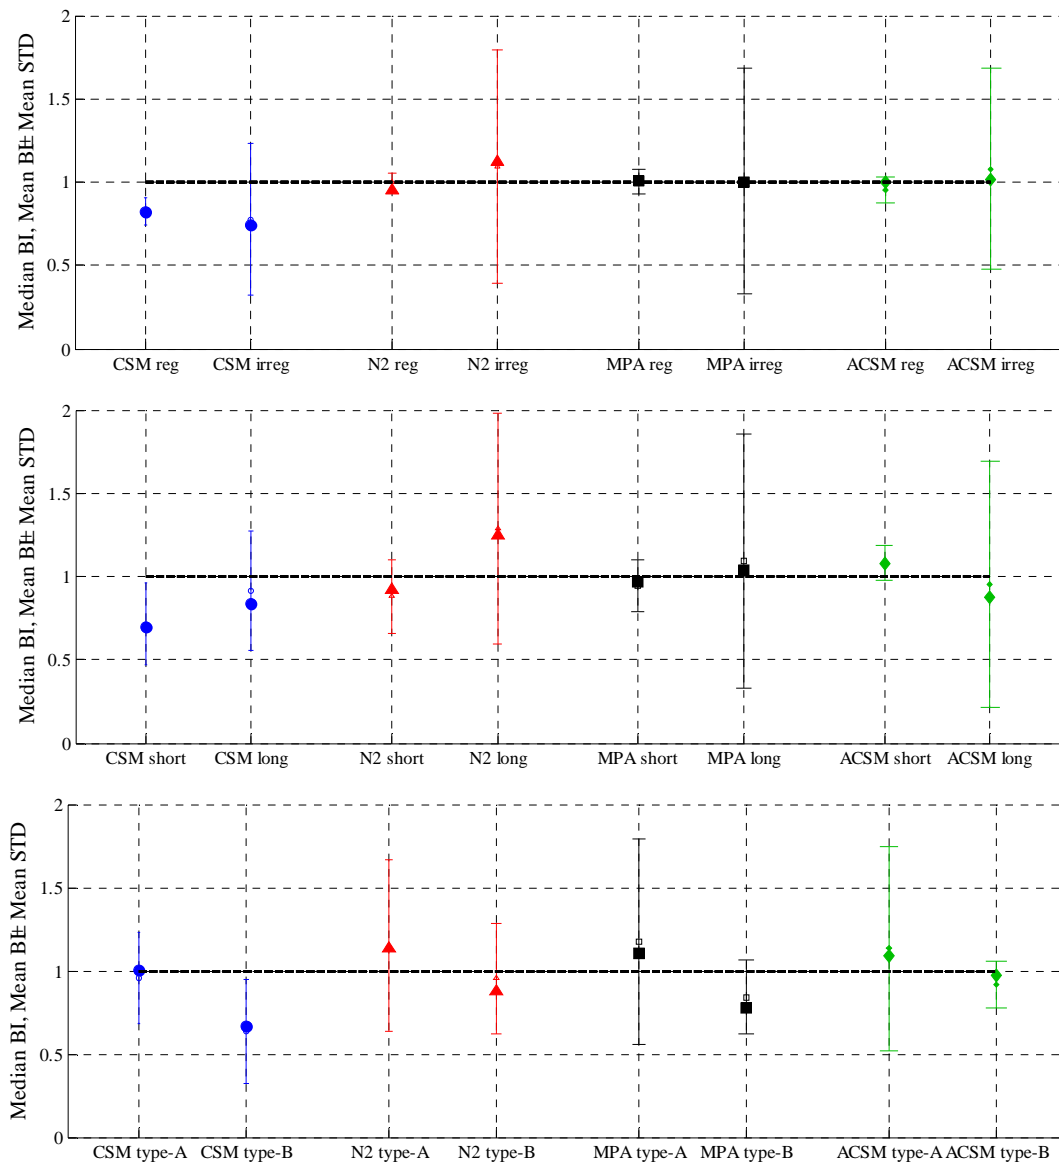 2
1.5
1
0.5
0
Median BI, Mean BI± Mean STD
CSM reg CSM irreg N2 reg N2 irreg MPA reg MPA irreg ACSM reg ACSM irreg
2
1.5
1
0.5
0
Median BI, Mean BI± Mean STD
CSM short CSM long N2 short N2 long MPA short MPA long ACSM short ACSM long
2
1.5
1
0.5
0
Median BI, Mean BI± Mean STD
CSM type-A CSM type-B N2 type-A N2 type-B MPA type-A MPA type-B ACSM type-A ACSM type-B